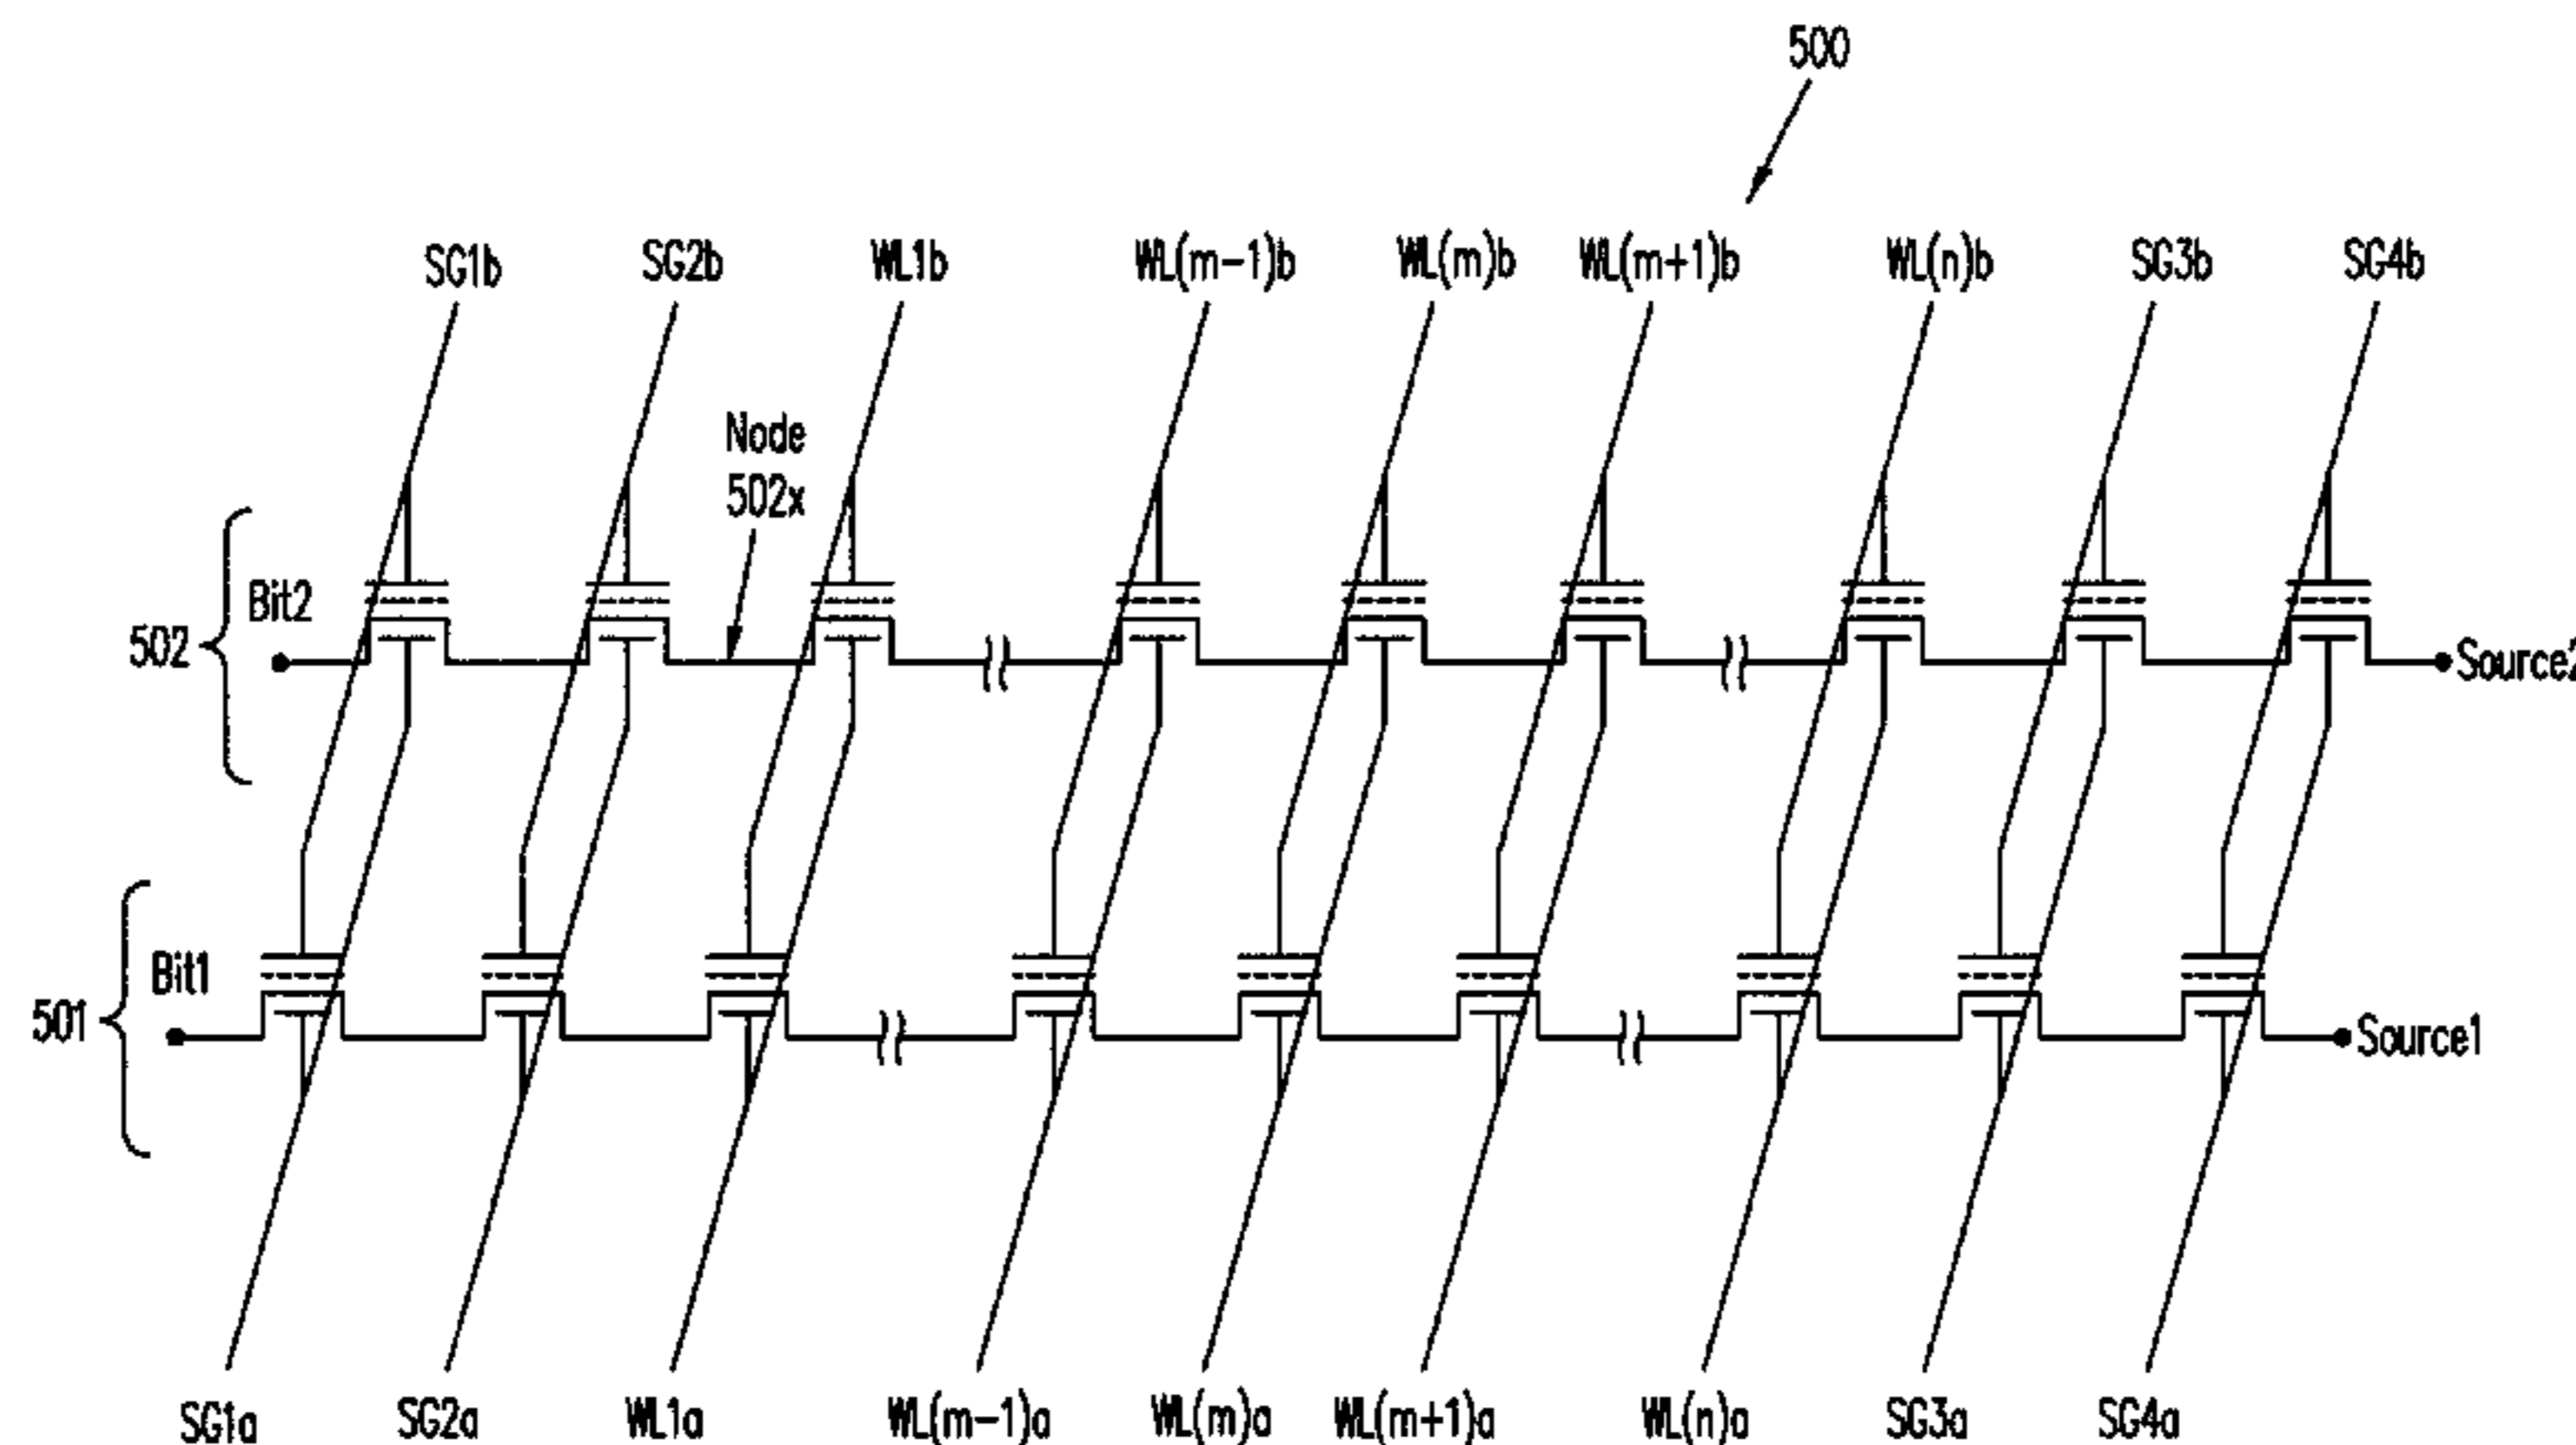 500
SG1b SG2b WL1b WL(m-1)b WL(m)b WL(m+1)b WL(n)b SG3b SG4b
Node
502x
Bit2
502
Source2
Bit1
501
Source1
SG1a SG2a WL1a WL(m-1)a WL(m)a WL(m+1)a WL(n)a SG3a SG4a